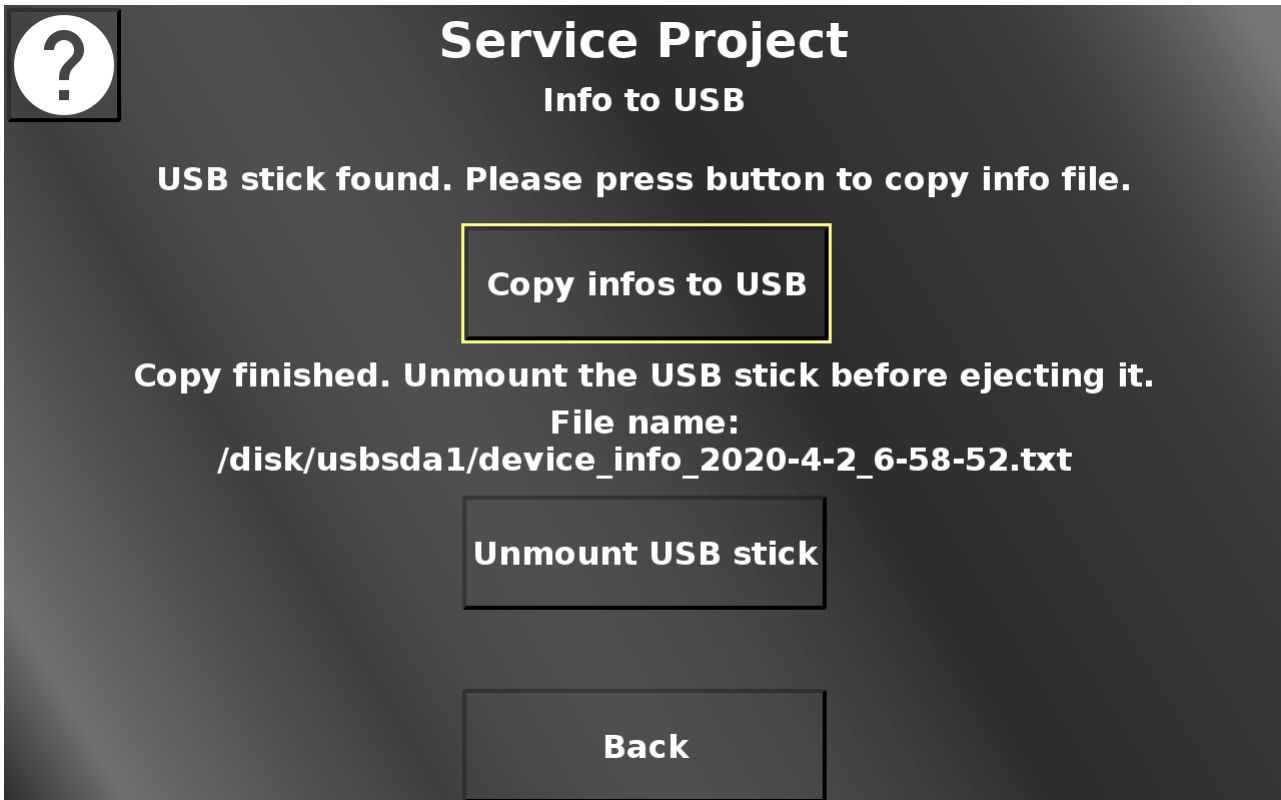 ?
Service Project
Info to USB
USB stick found. Please press button to copy info file.
Copy infos to USB
Copy finished. Unmount the USB stick before ejecting it.
File name:
/disk/usbsda1/device_info_2020-4-2_6-58-52.txt
Unmount USB stick
Back